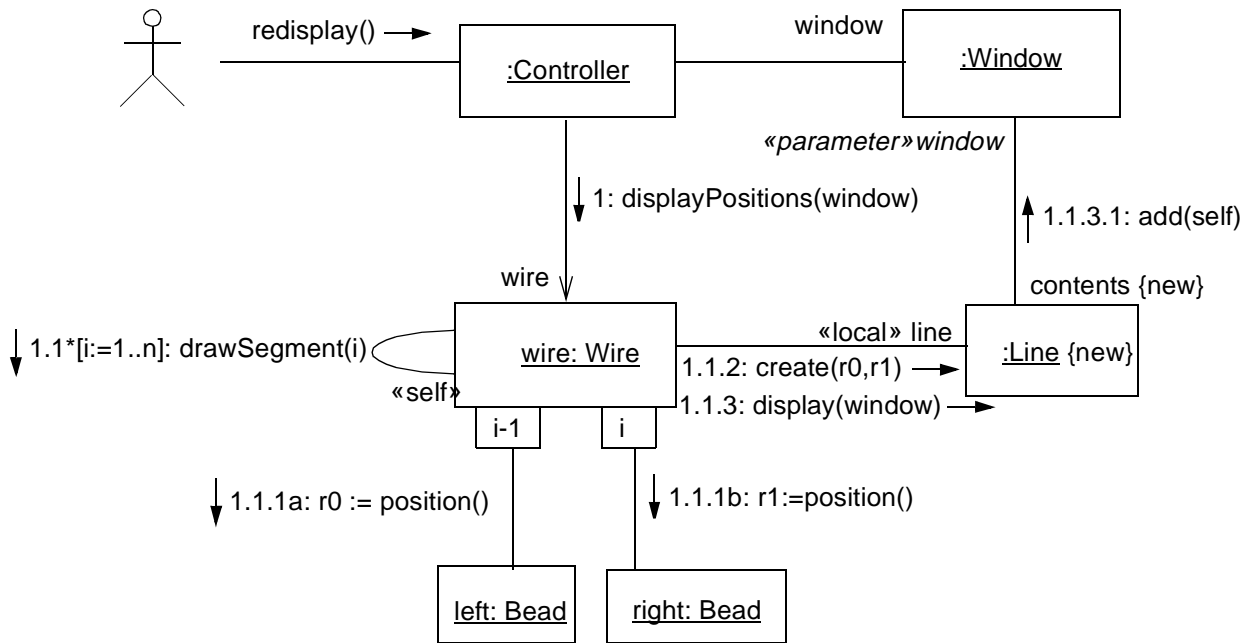 redisplay()
window
:Controller
:Window
«parameter»window
1: displayPositions(window)
1.1.3.1: add(self)
wire
contents {new}
1.1*[i:=1..n]: drawSegment(i)
wire: Wire
«local» line
:Line {new}
1.1.2: create(r0,r1)
«self»
1.1.3: display(window)
i-1
i
1.1.1a: r0 := position()
1.1.1b: r1:=position()
left: Bead
right: Bead